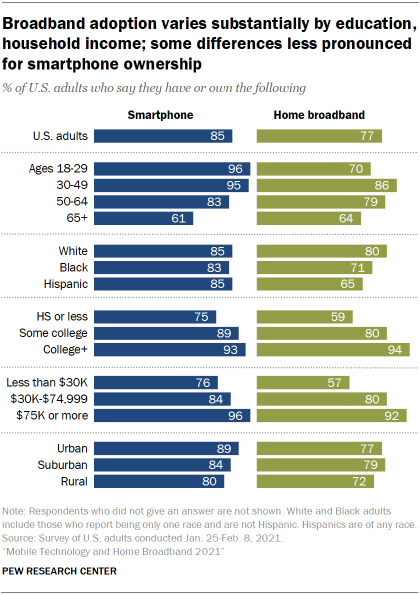 Broadband adoption varies substantially by education,
household income; some differences less pronounced
for smartphone ownership
% of U.S. adults who say they have or own the following
Smartphone Home broadband
U.S. adults 85 77
Ages 18-29 96 70
30-49 95 86
50-64 83 79
65+ 61 64
White 85 80
Black 83 71
Hispanic 85 65
HS or less 75 59
Some college 89 80
College+ 93 94
Less than $30K 76 57
$30K-$74,999 84 80
$75K or more 96 92
Urban 89 77
Suburban 84 79
Rural 80 72
Note: Respondents who did not give an answer are not shown. White and Black adults
include those who report being only one race and are not Hispanic. Hispanics are of any race.
Source: Survey of U.S. adults conducted Jan. 25-Feb. 8, 2021.
"Mobile Technology and Home Broadband 2021"
PEW RESEARCH CENTER